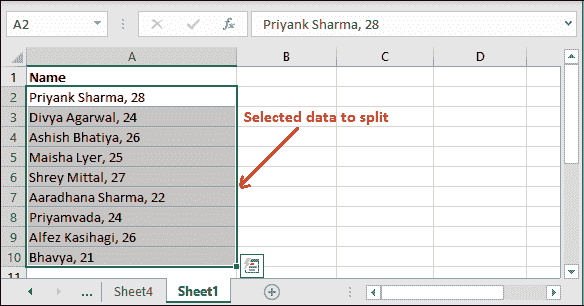 A2 fx Priyank Sharma, 28
A B C D
1 Name
2 Priyank Sharma, 28
3 Divya Agarwal, 24
Selected data to split
4 Ashish Bhatiya, 26
5 Maisha Lyer, 25
6 Shrey Mittal, 27
7 Aaradhana Sharma, 22
8 Priyamvada, 24
9 Alfez Kasihagi, 26
10 Bhavya, 21
11
... Sheet4 Sheet1